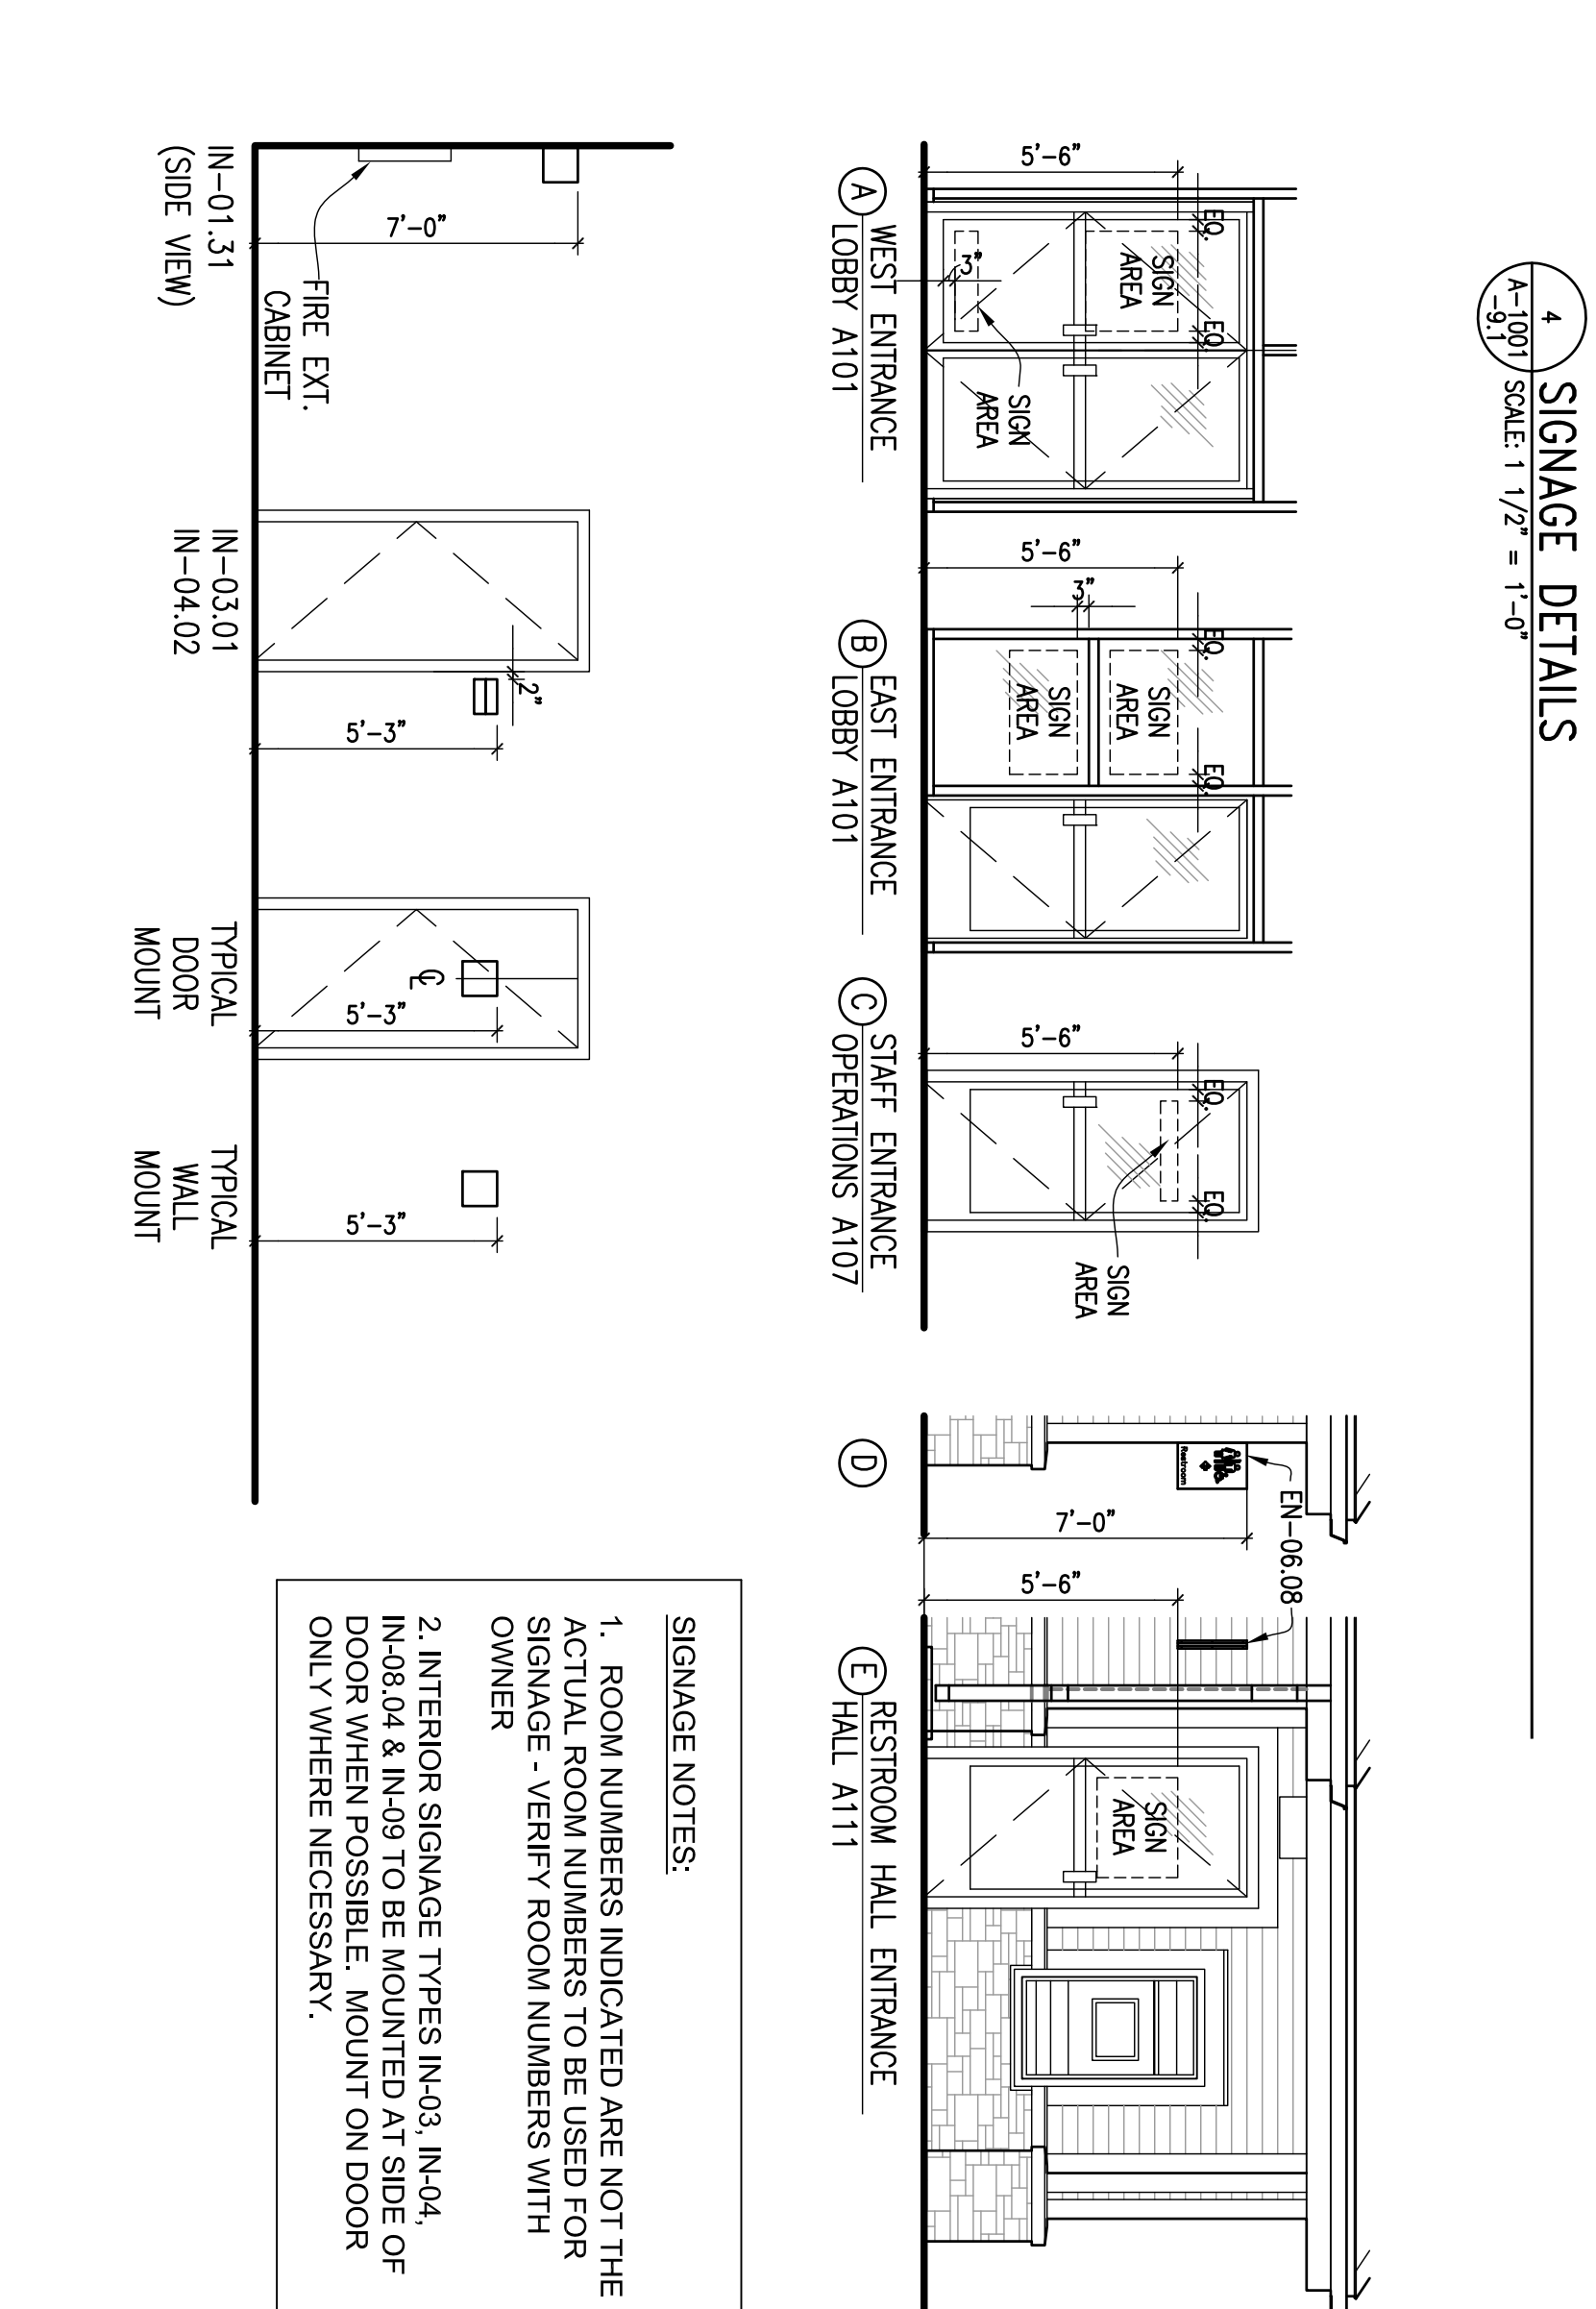 4
A-1001
-9.1
SIGNAGE DETAILS
SCALE: 1 1/2" = 1'-0"
5'-6"
EQ.
EQ.
SIGN
AREA
3"
SIGN
AREA
A
WEST ENTRANCE
LOBBY A101
5'-6"
3"
EQ.
EQ.
SIGN
AREA
SIGN
AREA
B
EAST ENTRANCE
LOBBY A101
5'-6"
EQ.
EQ.
SIGN
AREA
C
STAFF ENTRANCE
OPERATIONS A107
Restroom
EN-06.08
7'-0"
D
5'-6"
SIGN
AREA
E
RESTROOM HALL ENTRANCE
HALL A111
7'-0"
FIRE EXT.
CABINET
IN-01.31
(SIDE VIEW)
2"
5'-3"
IN-03.01
IN-04.02
CL
5'-3"
TYPICAL
DOOR
MOUNT
5'-3"
TYPICAL
WALL
MOUNT
SIGNAGE NOTES:
1. ROOM NUMBERS INDICATED ARE NOT THE
ACTUAL ROOM NUMBERS TO BE USED FOR
SIGNAGE - VERIFY ROOM NUMBERS WITH
OWNER
2. INTERIOR SIGNAGE TYPES IN-03, IN-04,
IN-08.04 & IN-09 TO BE MOUNTED AT SIDE OF
DOOR WHEN POSSIBLE. MOUNT ON DOOR
ONLY WHERE NECESSARY.